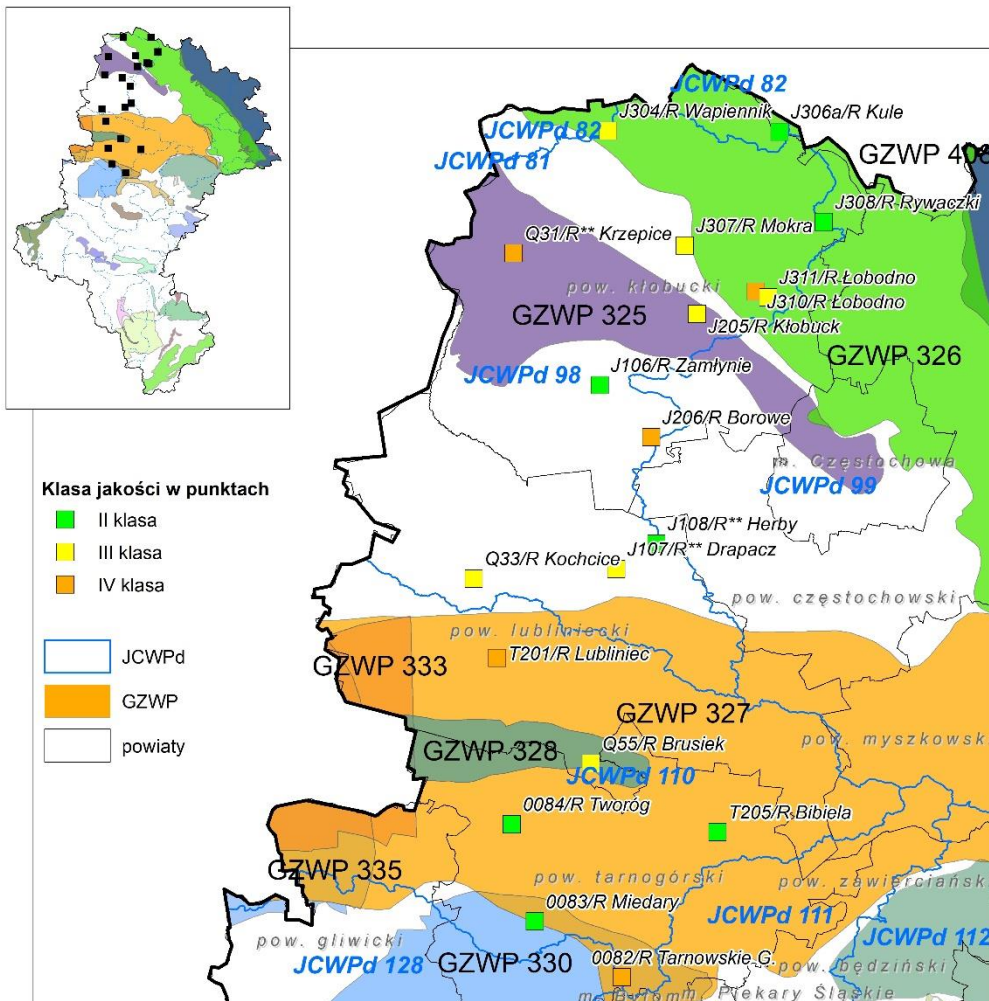 JCWPd 82
J304/R Wapiennik
J306a/R Kule
JCWPd 82
JCWPd 81
GZWP 408
J308/R Rywaczki
Q31/R** Krzepice
J307/R Mokra
J311/R Łobodno
pow. kłobucki
J310/R Łobodno
GZWP 325
J205/R Kłobuck
GZWP 326
JCWPd 98
J106/R Zamłynie
J206/R Borowe
m. Częstochowa
JCWPd 99
Klasa jakości w punktach
II klasa
III klasa
IV klasa
JCWPd
GZWP
powiaty
J108/R** Herby
Q33/R Kochcice
J107/R** Drapacz
pow. częstochowski
pow. lubliniecki
T201/R Lubliniec
GZWP 333
GZWP 327
GZWP 328
Q55/R Brusiek
pow. myszkowsk
JCWPd 110
0084/R Tworóg
T205/R Bibiela
GZWP 335
pow. tarnogórski
pow. zawierciańsk
0083/R Miedary
JCWPd 111
pow. gliwicki
JCWPd 128
GZWP 330
0082/R Tarnowskie G.
JCWPd 112
pow. będziński
m. Bytom
m. Piekary Śląskie